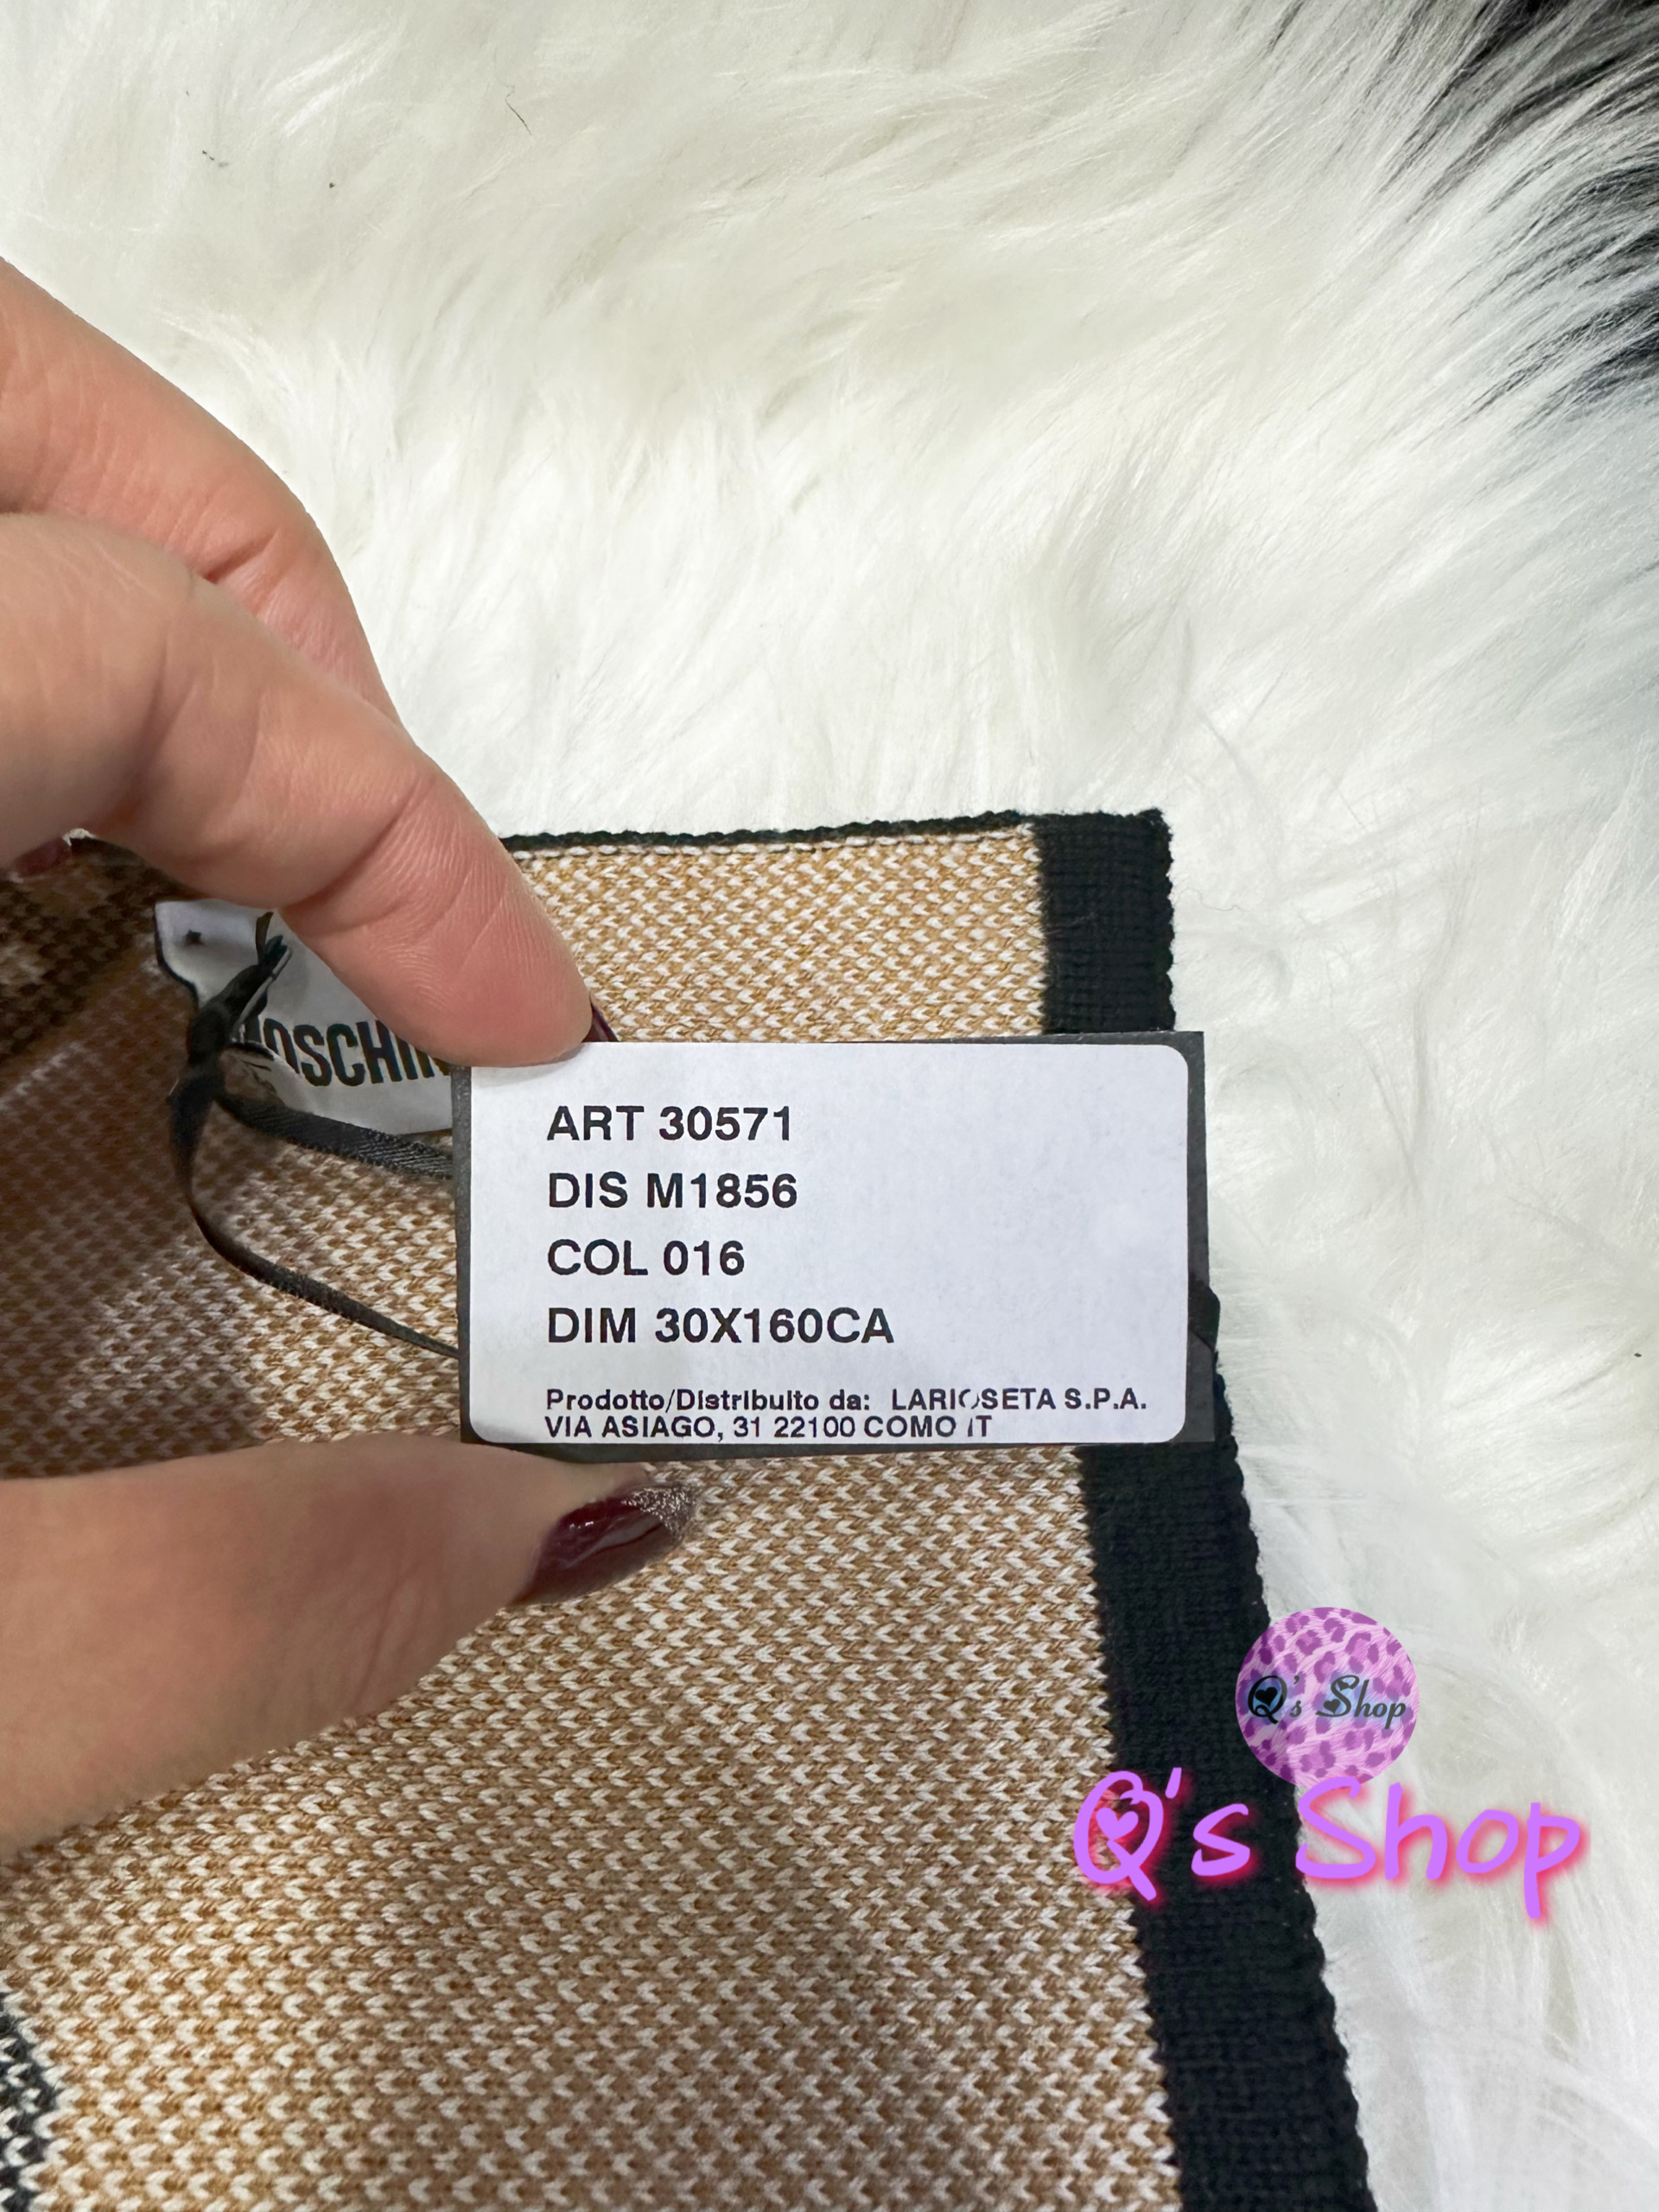 MOSCHIN
ART 30571
DIS M1856
COL 016
DIM 30X160CA
Prodotto/Distribuito da: LARIOSETA S.P.A.
VIA ASIAGO, 31 22100 COMO IT
Q's Shop
Q's Shop